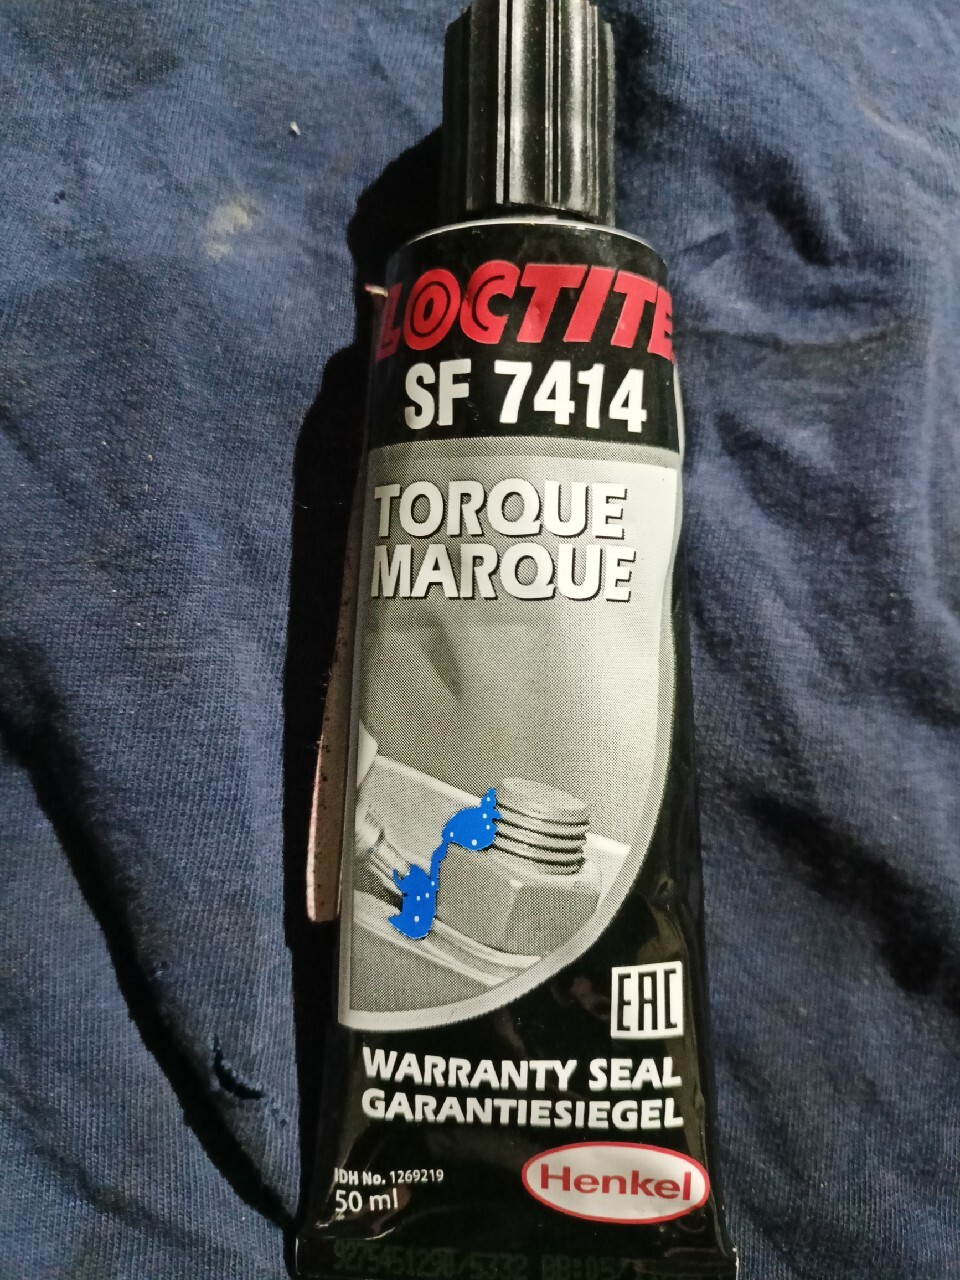 LOCTITE
SF 7414
TORQUE
MARQUE
EAC
WARRANTY SEAL
GARANTIESIEGEL
IDH No. 1269219
50 ml
Henkel